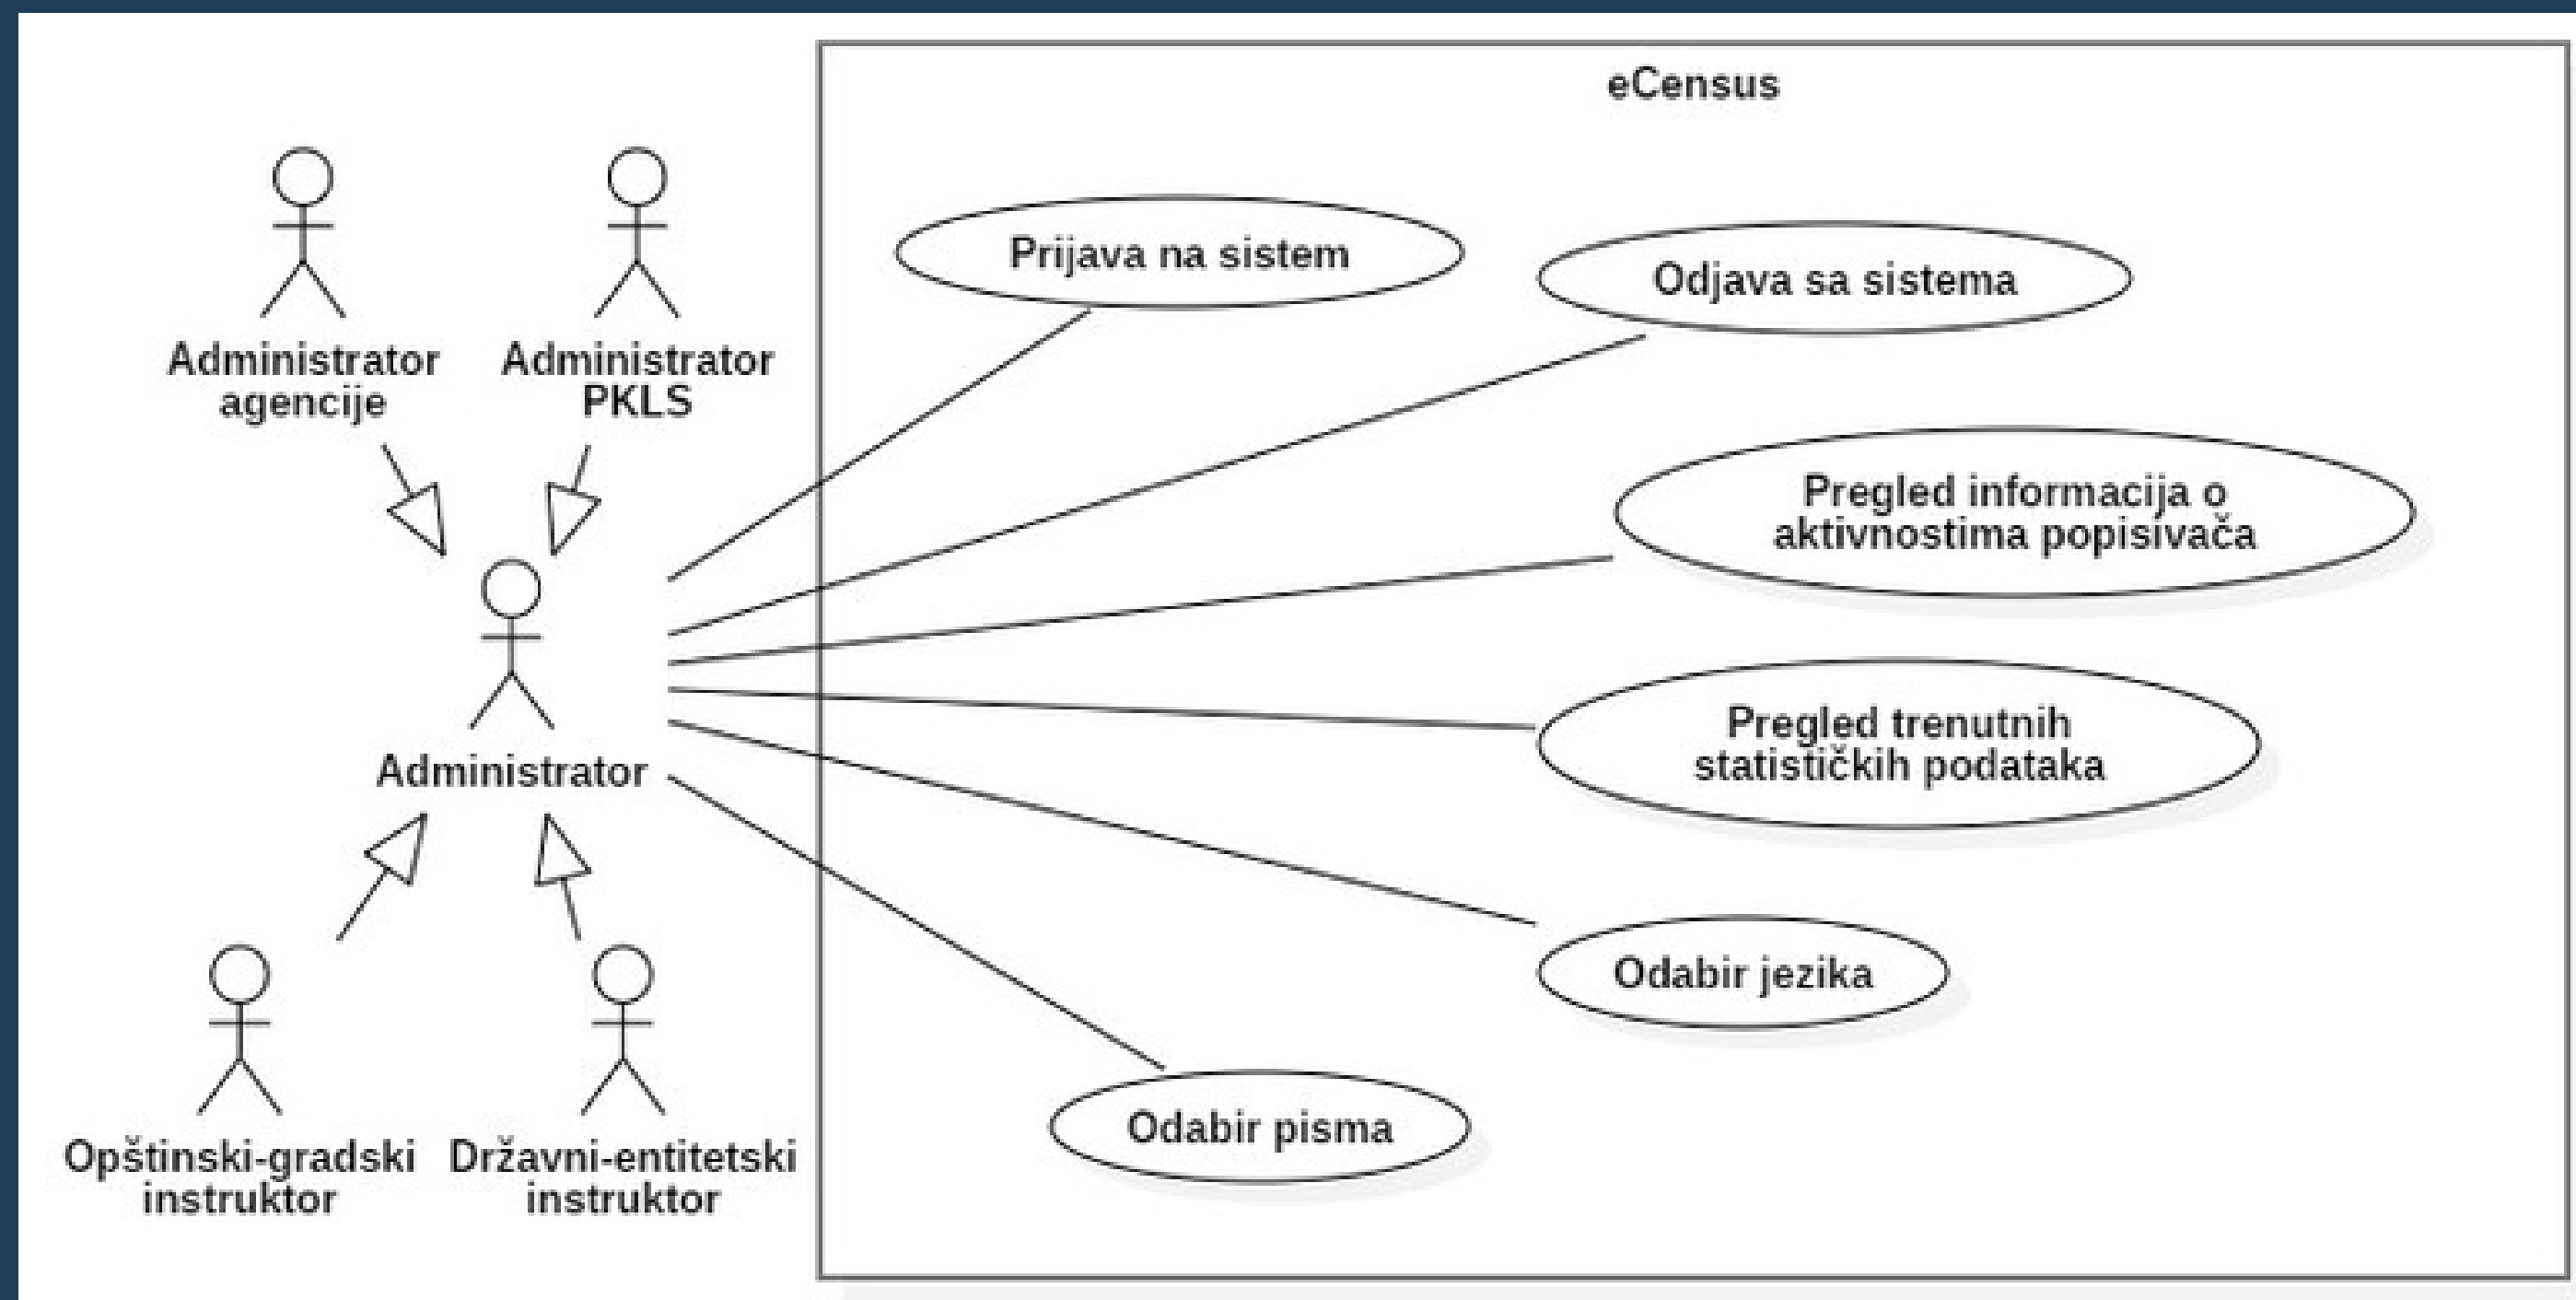 eCensus
Administrator
agencije
Administrator
PKLS
Administrator
Opštinski-gradski
instruktor
Državni-entitetski
instruktor
Prijava na sistem
Odjava sa sistema
Pregled informacija o
aktivnostima popisivača
Pregled trenutnih
statističkih podataka
Odabir jezika
Odabir pisma